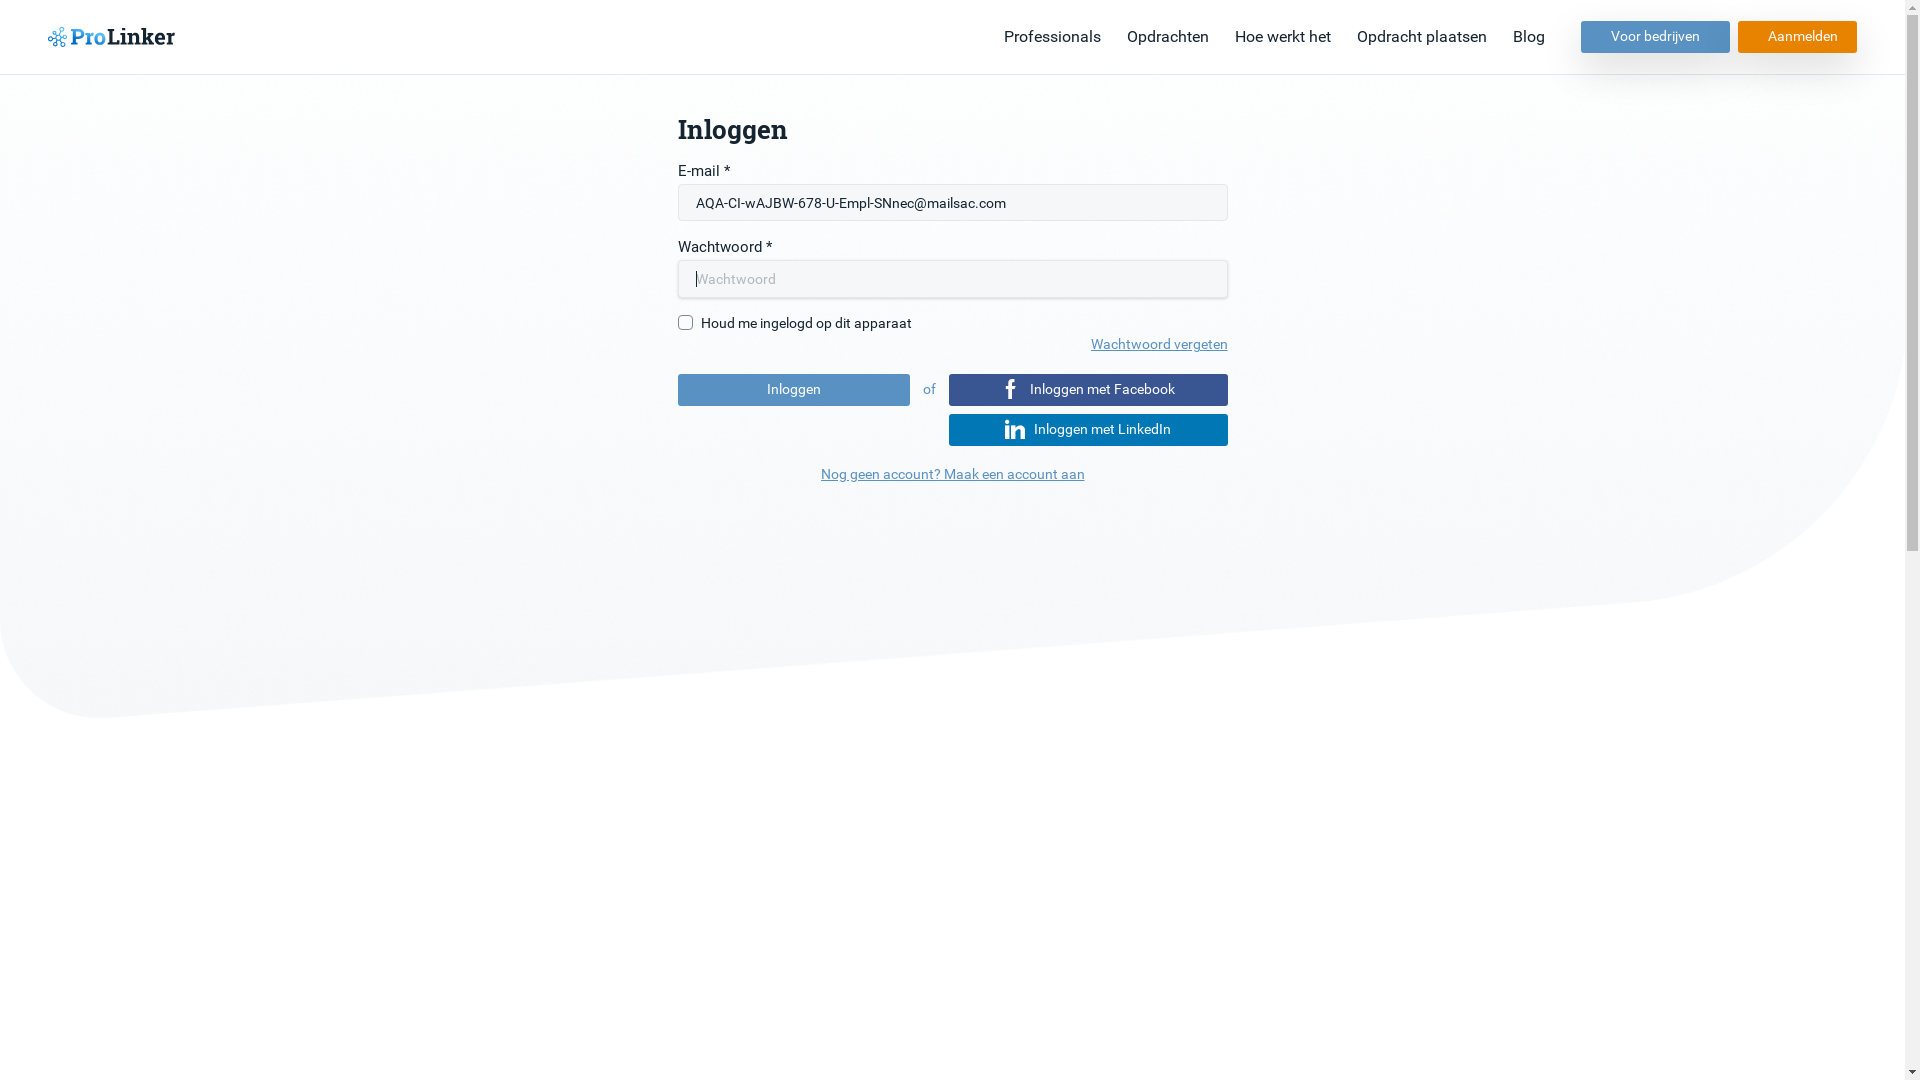 ProLinker
Professionals
Opdrachten
Hoe werkt het
Opdracht plaatsen
Blog
Voor bedrijven
Aanmelden
Inloggen
E-mail *
AQA-CI-wAJBW-678-U-Empl-SNnec@mailsac.com
Wachtwoord *
Wachtwoord
Houd me ingelogd op dit apparaat
Wachtwoord vergeten
Inloggen
of
Inloggen met Facebook
Inloggen met LinkedIn
Nog geen account? Maak een account aan